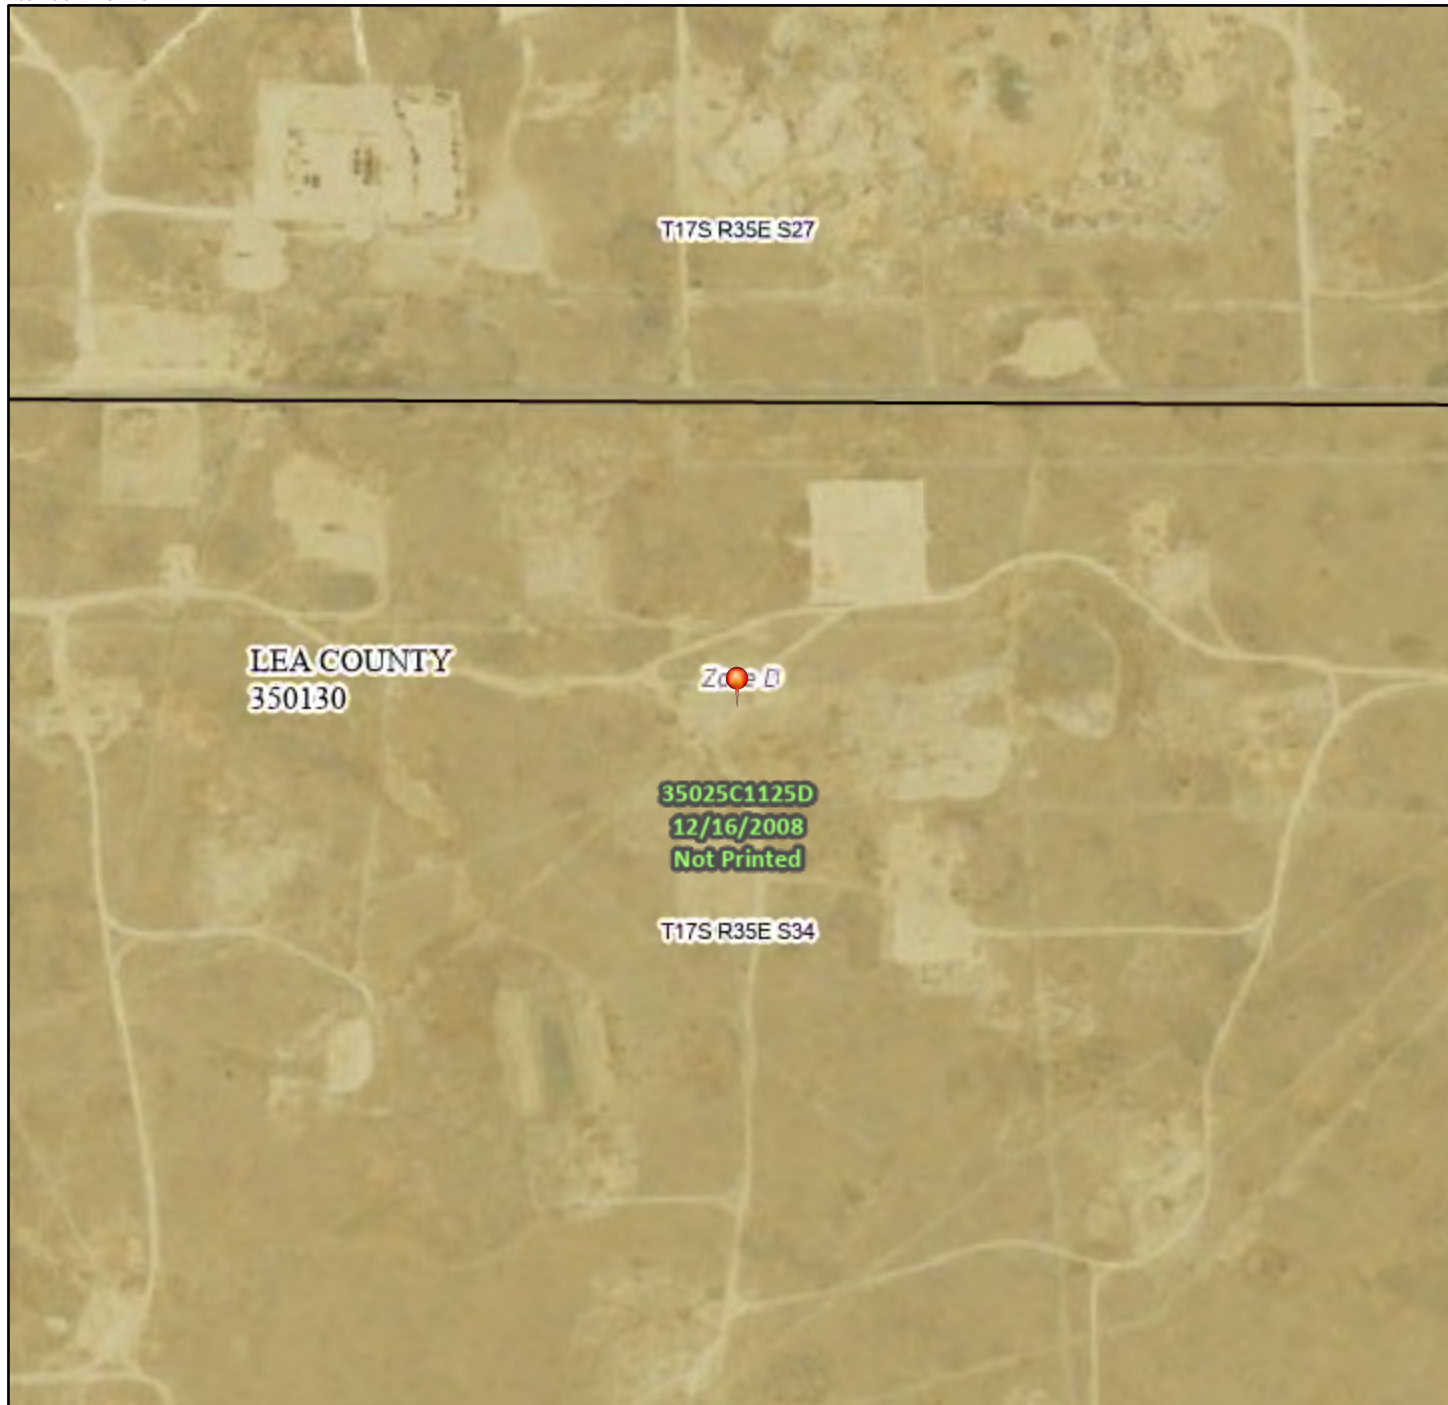 T17S R35E S27
LEA COUNTY
350130
35025C1125D
12/16/2008
Not Printed
T17S R35E S34